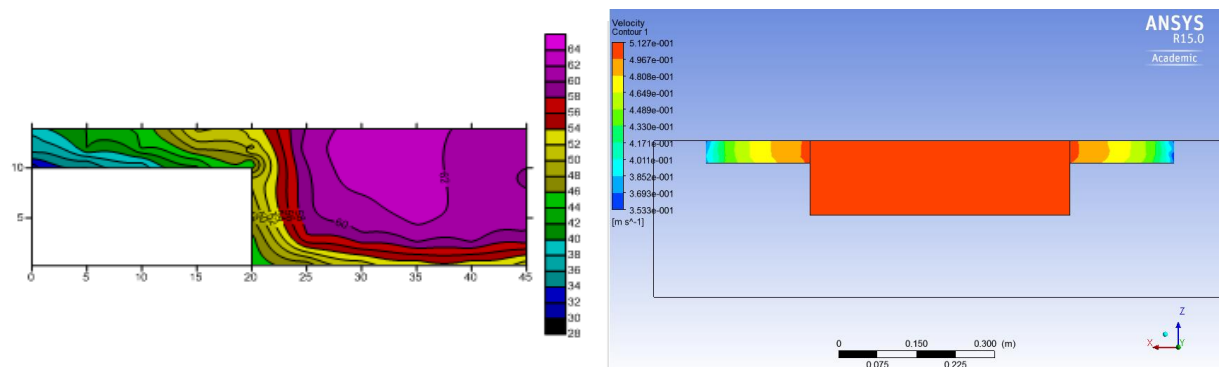 64
62
60
58
56
54
52
50
48
46
44
42
40
38
36
34
32
30
28
10
5
0 5 10 15 20 25 30 35 40 45
60
Velocity
Contour 1
5.127e-001
4.967e-001
4.808e-001
4.649e-001
4.489e-001
4.330e-001
4.171e-001
4.011e-001
3.852e-001
3.693e-001
3.533e-001
[m s^-1]
ANSYS
R15.0
Academic
0 0.150 0.300 (m)
0.075 0.225
Z
X Y